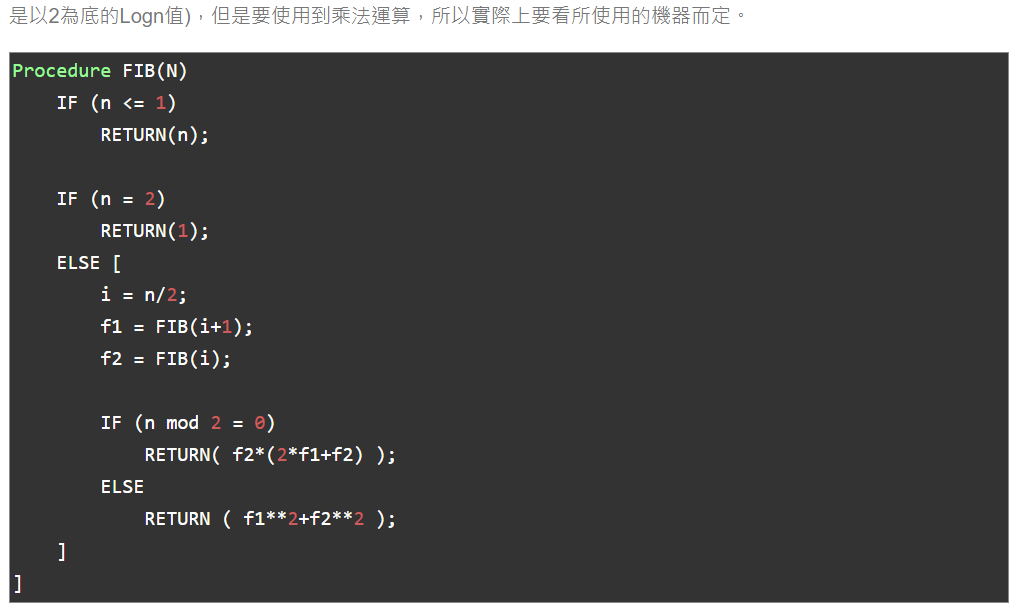 是以2為底的Logn值)，但是要使用到乘法運算，所以實際上要看所使用的機器而定。
Procedure FIB(N)
    IF (n <= 1)
        RETURN(n);
    IF (n = 2)
        RETURN(1);
    ELSE [
        i = n/2;
        f1 = FIB(i+1);
        f2 = FIB(i);
        IF (n mod 2 = 0)
            RETURN( f2*(2*f1+f2) );
        ELSE
            RETURN ( f1**2+f2**2 );
    ]
]